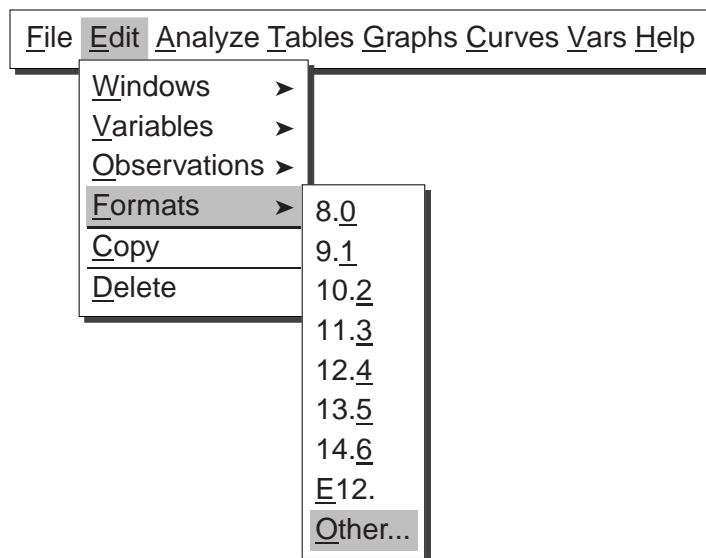 File Edit Analyze Tables Graphs Curves Vars Help
Windows ➤
Variables ➤
Observations ➤
Formats ➤
Copy
Delete
8.0
9.1
10.2
11.3
12.4
13.5
14.6
E12.
Other...